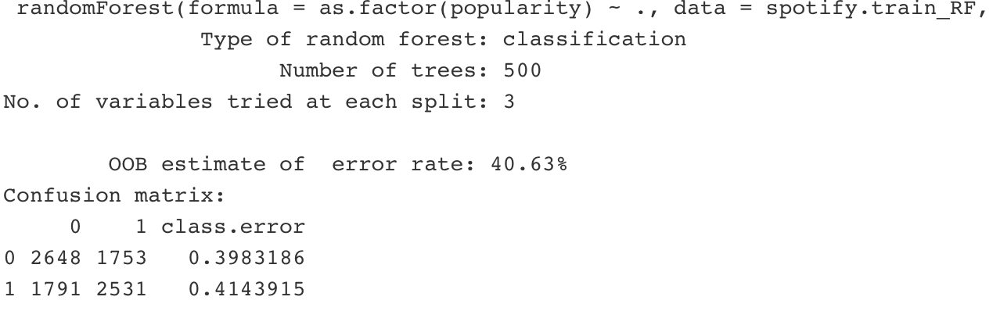 randomForest(formula = as.factor(popularity) ~ ., data = spotify.train_RF,
Type of random forest: classification
Number of trees: 500
No. of variables tried at each split: 3
OOB estimate of  error rate: 40.63%
Confusion matrix:
0    1 class.error
0 2648 1753   0.3983186
1 1791 2531   0.4143915